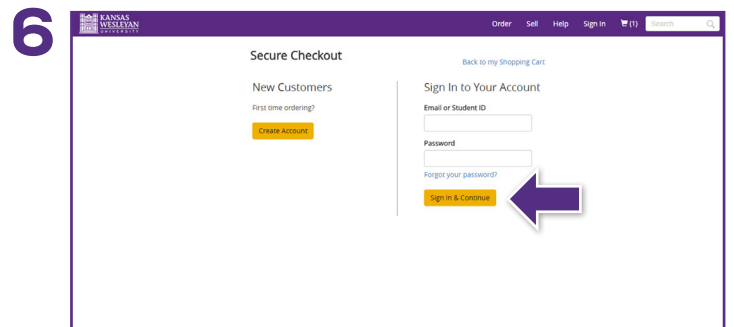 6
KANSAS
WESLEYAN
UNIVERSITY
Order Sell Help Sign In (1) Search
Secure Checkout
Back to my Shopping Cart
New Customers
First time ordering?
Create Account
Sign In to Your Account
Email or Student ID
Password
Forgot your password?
Sign In & Continue